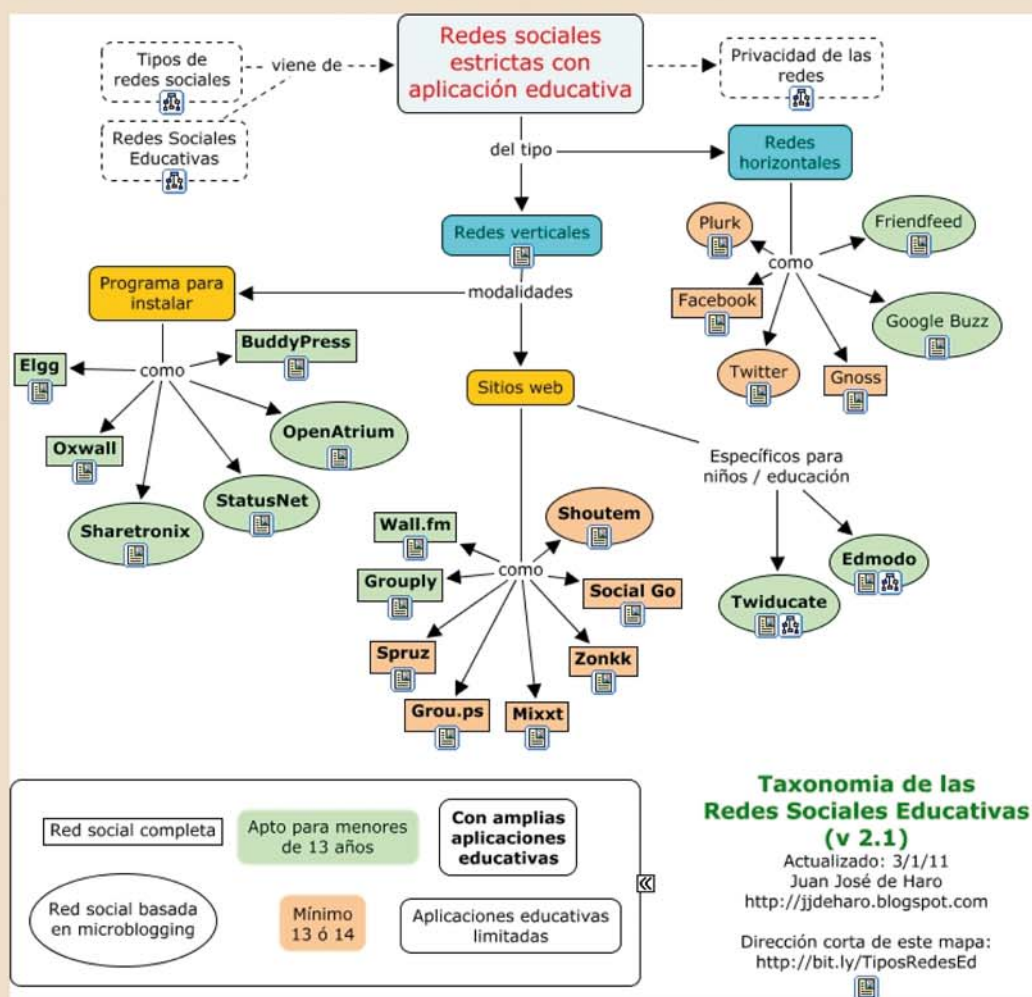 Redes sociales
estrictas con
aplicación educativa
Tipos de
redes sociales
viene de
Redes Sociales
Educativas
Privacidad de las
redes
del tipo
Redes
horizontales
Redes verticales
Plurk
Friendfeed
como
Facebook
Google Buzz
Twitter
Gnoss
modalidades
Programa para
instalar
BuddyPress
Elgg
como
OpenAtrium
Oxwall
StatusNet
Sharetronix
Sitios web
Específicos para
niños / educación
Edmodo
Twiducate
Shoutem
Wall.fm
como
Grouply
Social Go
Spruz
Zonkk
Grou.ps
Mixxt
Red social completa
Apto para menores
de 13 años
Con amplias
aplicaciones
educativas
Red social basada
en microblogging
Mínimo
13 ó 14
Aplicaciones educativas
limitadas
Taxonomia de las
Redes Sociales Educativas
(v 2.1)
Actualizado: 3/1/11
Juan José de Haro
http://jjdeharo.blogspot.com
Dirección corta de este mapa:
http://bit.ly/TiposRedesEd